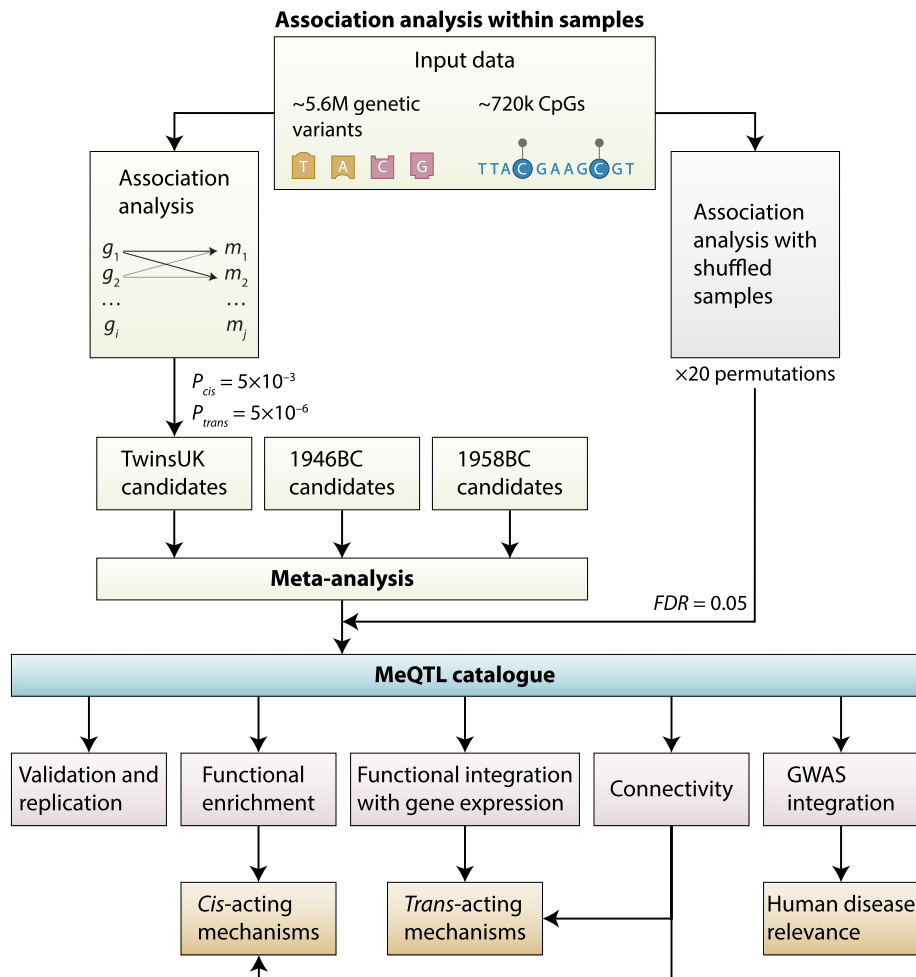 Association analysis within samples
Input data
~5.6M genetic
variants
~720k CpGs
T A C G
TTACGAAGCGT
Association
analysis
g₁ m₁
g₂ m₂
... ...
gᵢ mⱼ
Association
analysis with
shuffled
samples
×20 permutations
P_cis = 5×10⁻³
P_trans = 5×10⁻⁶
TwinsUK
candidates
1946BC
candidates
1958BC
candidates
Meta-analysis
FDR = 0.05
MeQTL catalogue
Validation and
replication
Functional
enrichment
Functional integration
with gene expression
Connectivity
GWAS
integration
Cis-acting
mechanisms
Trans-acting
mechanisms
Human disease
relevance